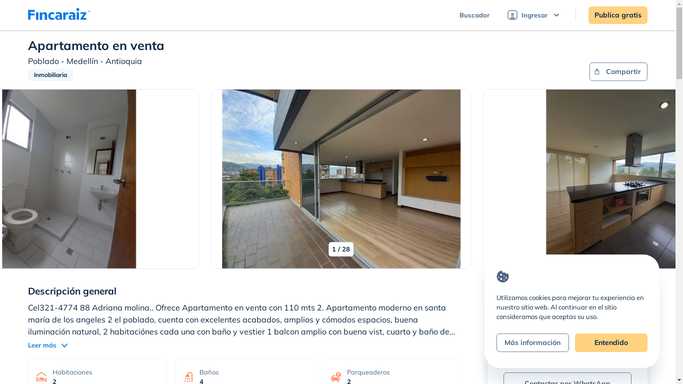 Fincaraiz
Buscador
Ingresar
Publica gratis
Apartamento en venta
Poblado - Medellín - Antioquia
Inmobiliaria
Compartir
1 / 28
Descripción general
Cel321-4774 88 Adriana molina.. Ofrece Apartamento en venta con 110 mts 2. Apartamento moderno en santa
maría de los angeles 2 el poblado, cuenta con excelentes acabados, amplios y cómodos espacios, buena
iluminación natural, 2 habitaciónes cada una con baño y vestier 1 balcon amplio con buena vist, cuarto y baño de...
Leer más
Habitaciones
2
Baños
4
Parqueaderos
2
Utilizamos cookies para mejorar tu experiencia en
nuestro sitio web. Al continuar en el sitio
consideramos que aceptas su uso.
Más información
Entendido
Contactar por WhatsApp